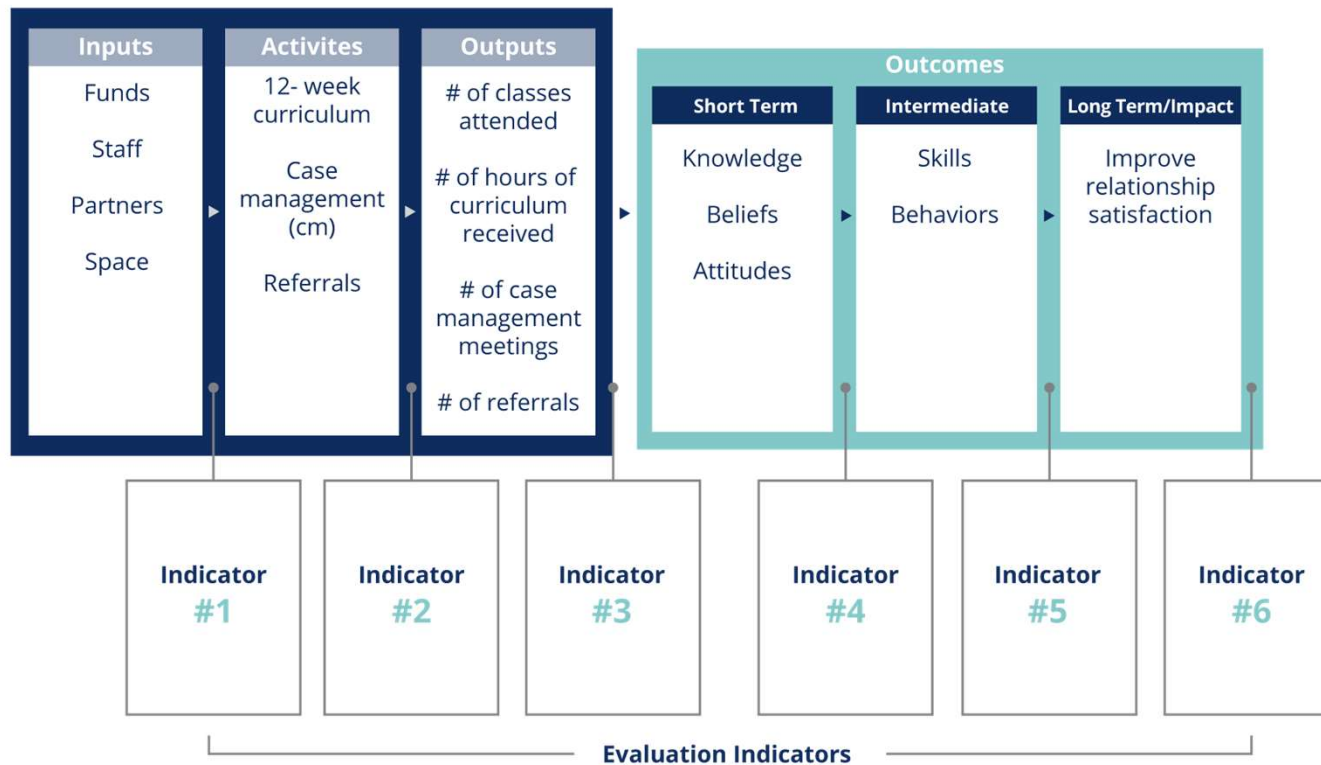 Inputs
Funds
Staff
Partners
Space
Activites
12- week
curriculum
Case
management
(cm)
Referrals
Outputs
# of classes
attended
# of hours of
curriculum
received
# of case
management
meetings
# of referrals
Outcomes
Short Term
Knowledge
Beliefs
Attitudes
Intermediate
Skills
Behaviors
Long Term/Impact
Improve
relationship
satisfaction
Indicator
#1
Indicator
#2
Indicator
#3
Indicator
#4
Indicator
#5
Indicator
#6
Evaluation Indicators